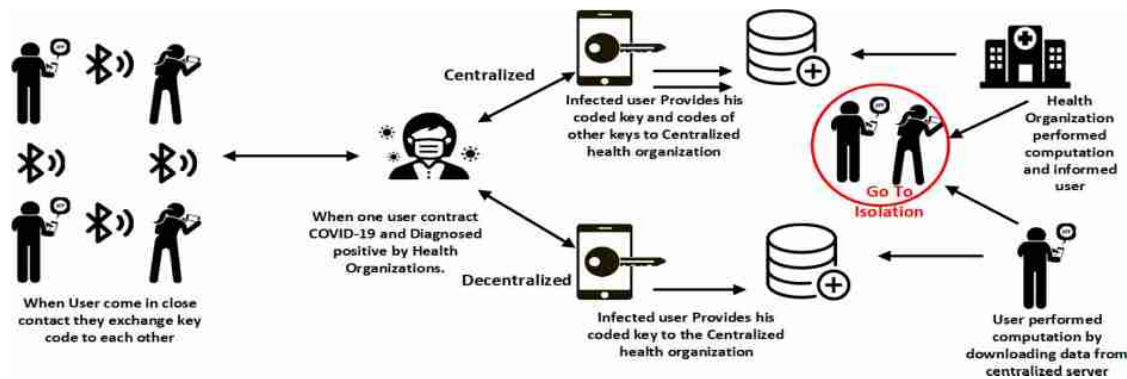 When User come in close
contact they exchange key
code to each other
When one user contract
COVID-19 and Diagnosed
positive by Health
Organizations.
Centralized
Infected user Provides his
coded key and codes of
other keys to Centralized
health organization
Decentralized
Infected user Provides his
coded key to the Centralized
health organization
Go To
Isolation
Health
Organization
performed
computation
and informed
user
User performed
computation by
downloading data from
centralized server